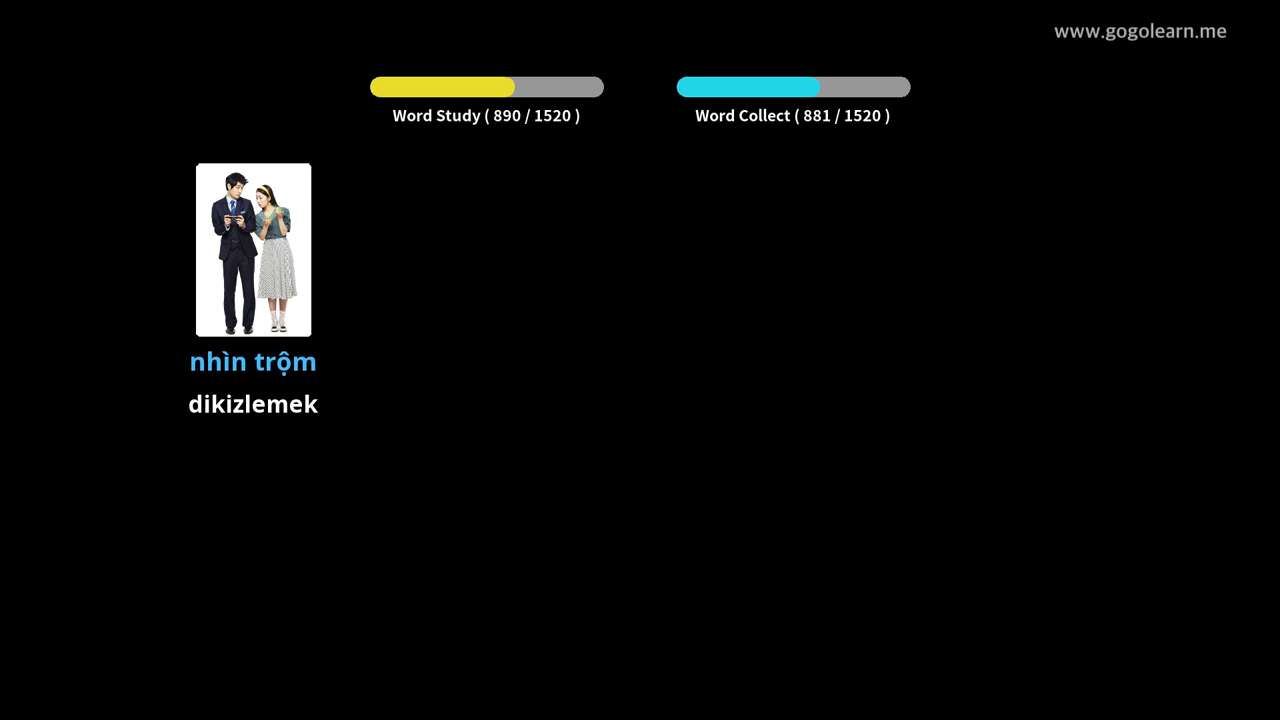 www.gogolearn.me
Word Study ( 890 / 1520 )
Word Collect ( 881 / 1520 )
nhìn trộm
dikizlemek